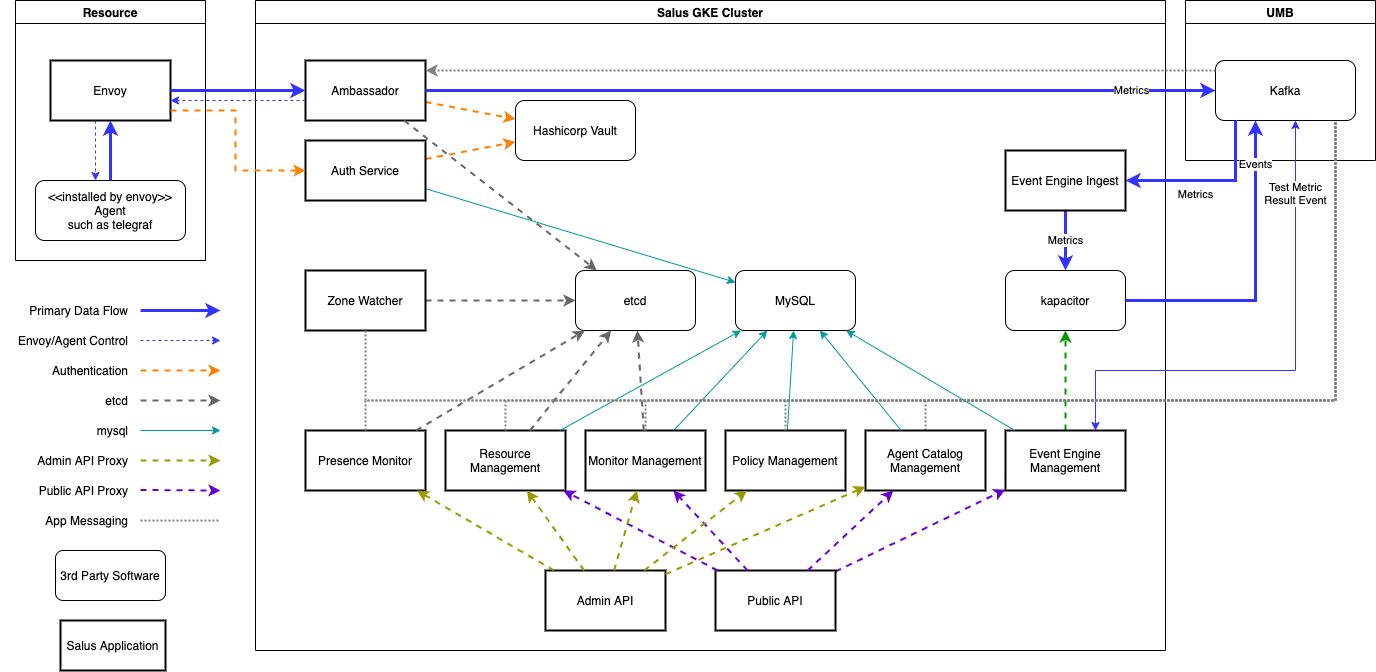 Resource
Salus GKE Cluster
UMB
Envoy
Ambassador
Metrics
Kafka
Hashicorp Vault
Auth Service
Event Engine Ingest
Events
Metrics
Test Metric
Result Event
<<installed by envoy>>
Agent
such as telegraf
Metrics
Zone Watcher
etcd
MySQL
kapacitor
Primary Data Flow
Envoy/Agent Control
Authentication
etcd
mysql
Admin API Proxy
Public API Proxy
App Messaging
Presence Monitor
Resource
Management
Monitor Management
Policy Management
Agent Catalog
Management
Event Engine
Management
3rd Party Software
Admin API
Public API
Salus Application